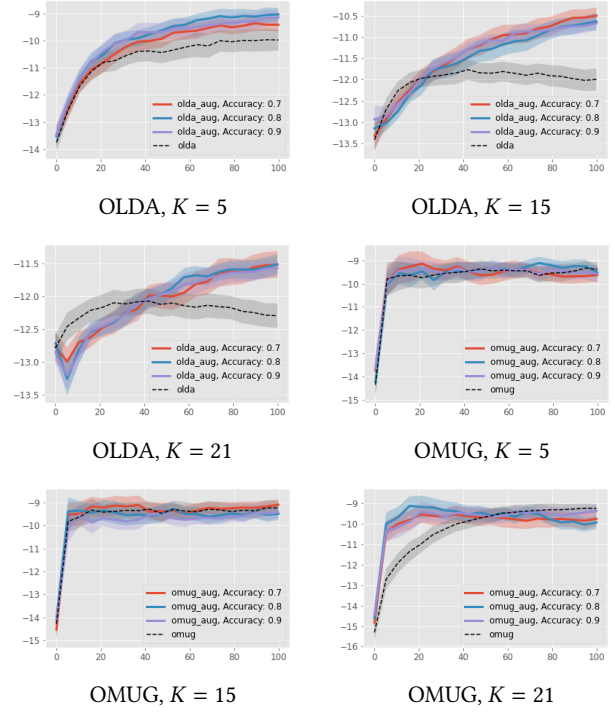 −9
−10
−11
−12
−13
−14
0 20 40 60 80 100
olda_aug, Accuracy: 0.7
olda_aug, Accuracy: 0.8
olda_aug, Accuracy: 0.9
olda
OLDA, K = 5
−10.5
−11.0
−11.5
−12.0
−12.5
−13.0
−13.5
0 20 40 60 80 100
olda_aug, Accuracy: 0.7
olda_aug, Accuracy: 0.8
olda_aug, Accuracy: 0.9
olda
OLDA, K = 15
−11.5
−12.0
−12.5
−13.0
−13.5
0 20 40 60 80 100
olda_aug, Accuracy: 0.7
olda_aug, Accuracy: 0.8
olda_aug, Accuracy: 0.9
olda
OLDA, K = 21
−9
−10
−11
−12
−13
−14
−15
0 20 40 60 80 100
omug_aug, Accuracy: 0.7
omug_aug, Accuracy: 0.8
omug_aug, Accuracy: 0.9
omug
OMUG, K = 5
−9
−10
−11
−12
−13
−14
−15
0 20 40 60 80 100
omug_aug, Accuracy: 0.7
omug_aug, Accuracy: 0.8
omug_aug, Accuracy: 0.9
omug
OMUG, K = 15
−9
−10
−11
−12
−13
−14
−15
−16
0 20 40 60 80 100
omug_aug, Accuracy: 0.7
omug_aug, Accuracy: 0.8
omug_aug, Accuracy: 0.9
omug
OMUG, K = 21